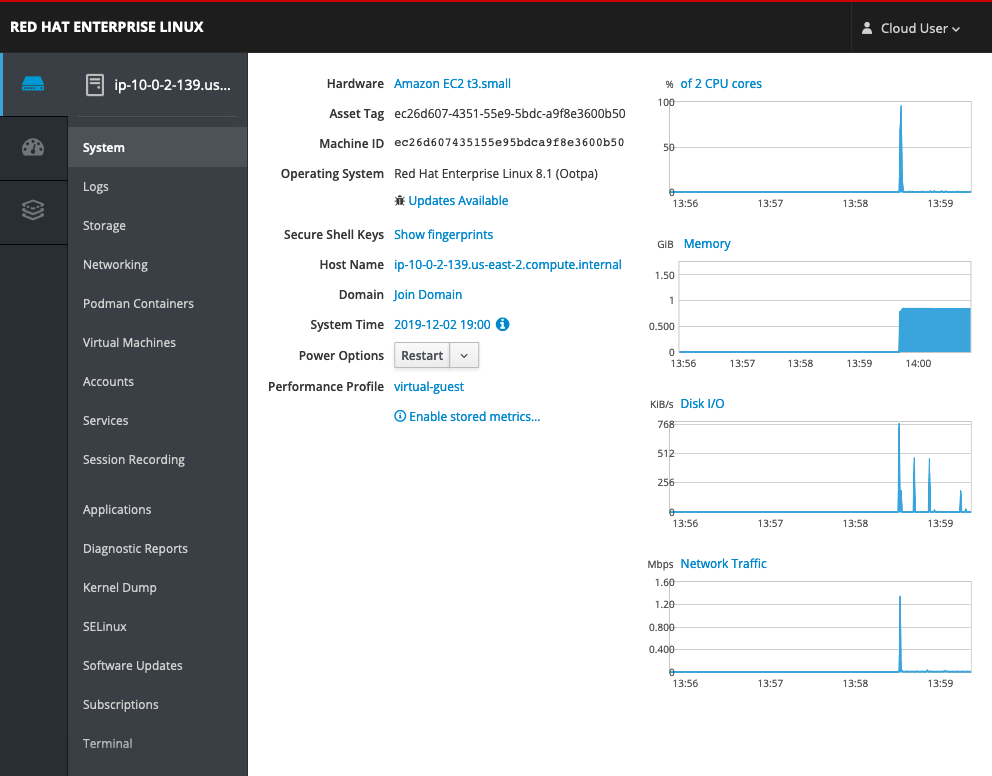 RED HAT ENTERPRISE LINUX
Cloud User
ip-10-0-2-139.us...
System
Logs
Storage
Networking
Podman Containers
Virtual Machines
Accounts
Services
Session Recording
Applications
Diagnostic Reports
Kernel Dump
SELinux
Software Updates
Subscriptions
Terminal
Hardware Amazon EC2 t3.small
Asset Tag ec26d607-4351-55e9-5bdc-a9f8e3600b50
Machine ID ec26d607435155e95bdca9f8e3600b50
Operating System Red Hat Enterprise Linux 8.1 (Ootpa)
Updates Available
Secure Shell Keys Show fingerprints
Host Name ip-10-0-2-139.us-east-2.compute.internal
Domain Join Domain
System Time 2019-12-02 19:00
Power Options Restart
Performance Profile virtual-guest
Enable stored metrics...
% of 2 CPU cores
100
50
0
13:56 13:57 13:58 13:59
GiB Memory
1.50
1
0.500
0
13:56 13:57 13:58 13:59 14:00
KiB/s Disk I/O
768
512
256
0
13:56 13:57 13:58 13:59
Mbps Network Traffic
1.60
1.20
0.800
0.400
0
13:56 13:57 13:58 13:59